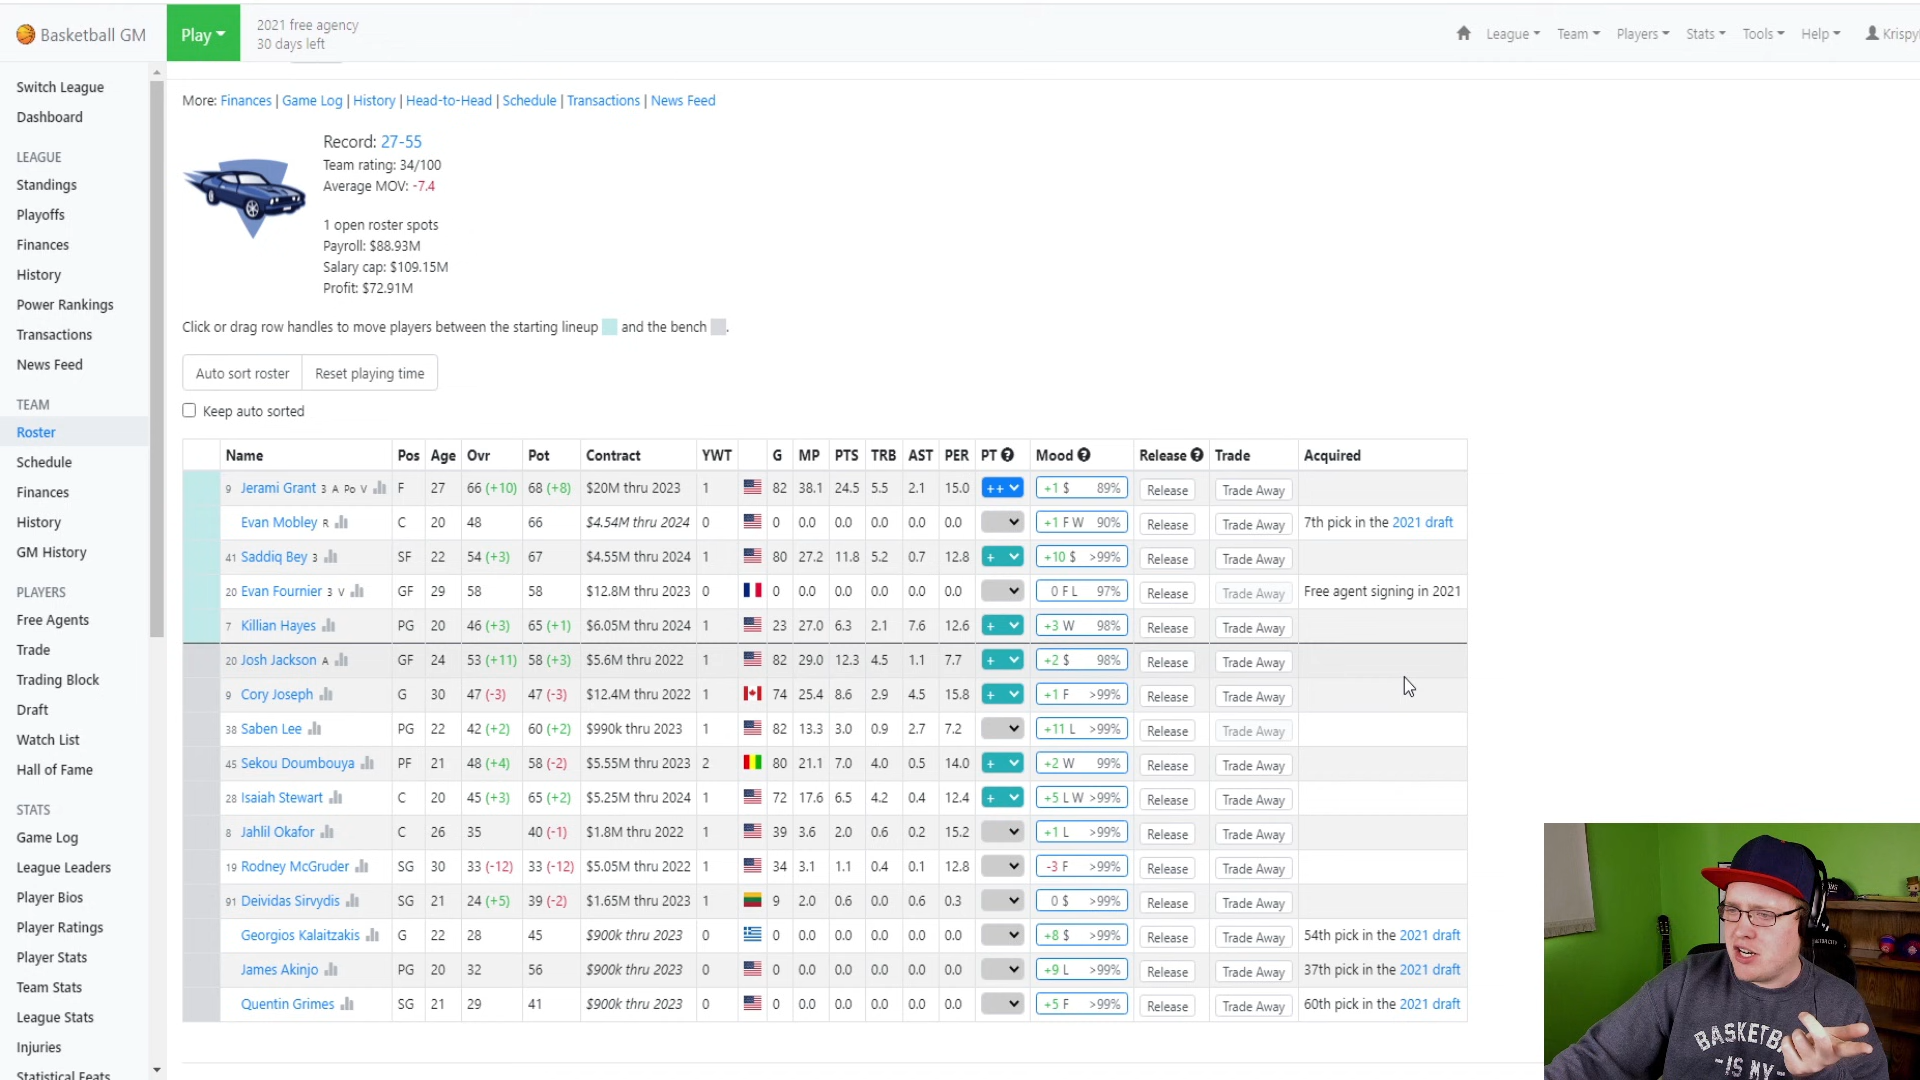 Basketball GM
Play
2021 free agency
30 days left
League Team Players Stats Tools Help Krispy
Switch League
Dashboard
LEAGUE
Standings
Playoffs
Finances
History
Power Rankings
Transactions
News Feed
TEAM
Roster
Schedule
Finances
History
GM History
PLAYERS
Free Agents
Trade
Trading Block
Draft
Watch List
Hall of Fame
STATS
Game Log
League Leaders
Player Bios
Player Ratings
Player Stats
Team Stats
League Stats
Injuries
Statistical Feats
More: Finances | Game Log | History | Head-to-Head | Schedule | Transactions | News Feed
Record: 27-55
Team rating: 34/100
Average MOV: -7.4
1 open roster spots
Payroll: $88.93M
Salary cap: $109.15M
Profit: $72.91M
Click or drag row handles to move players between the starting lineup and the bench .
Auto sort roster Reset playing time
Keep auto sorted
Name Pos Age Ovr Pot Contract YWT G MP PTS TRB AST PER PT ? Mood ? Release ? Trade Acquired
9 Jerami Grant 3 A Po V F 27 66 (+10) 68 (+8) $20M thru 2023 1 82 38.1 24.5 5.5 2.1 15.0 ++ +1 $ 89% Release Trade Away
Evan Mobley R C 20 48 66 $4.54M thru 2024 0 0 0.0 0.0 0.0 0.0 0.0 +1 F W 90% Release Trade Away 7th pick in the 2021 draft
41 Saddiq Bey 3 SF 22 54 (+3) 67 $4.55M thru 2024 1 80 27.2 11.8 5.2 0.7 12.8 + +10 $ >99% Release Trade Away
20 Evan Fournier 3 V GF 29 58 58 $12.8M thru 2023 0 0 0.0 0.0 0.0 0.0 0.0 0 F L 97% Release Trade Away Free agent signing in 2021
7 Killian Hayes PG 20 46 (+3) 65 (+1) $6.05M thru 2024 1 23 27.0 6.3 2.1 7.6 12.6 + +3 W 98% Release Trade Away
20 Josh Jackson A GF 24 53 (+11) 58 (+3) $5.6M thru 2022 1 82 29.0 12.3 4.5 1.1 7.7 + +2 $ 98% Release Trade Away
9 Cory Joseph G 30 47 (-3) 47 (-3) $12.4M thru 2022 1 74 25.4 8.6 2.9 4.5 15.8 + +1 F >99% Release Trade Away
38 Saben Lee PG 22 42 (+2) 60 (+2) $990k thru 2023 1 82 13.3 3.0 0.9 2.7 7.2 +11 L >99% Release Trade Away
45 Sekou Doumbouya PF 21 48 (+4) 58 (-2) $5.55M thru 2023 2 80 21.1 7.0 4.0 0.5 14.0 + +2 W 99% Release Trade Away
28 Isaiah Stewart C 20 45 (+3) 65 (+2) $5.25M thru 2024 1 72 17.6 6.5 4.2 0.4 12.4 + +5 L W >99% Release Trade Away
8 Jahlil Okafor C 26 35 40 (-1) $1.8M thru 2022 1 39 3.6 2.0 0.6 0.2 15.2 +1 L >99% Release Trade Away
19 Rodney McGruder SG 30 33 (-12) 33 (-12) $5.05M thru 2022 1 34 3.1 1.1 0.4 0.1 12.8 -3 F >99% Release Trade Away
91 Deividas Sirvydis SG 21 24 (+5) 39 (-2) $1.65M thru 2023 1 9 2.0 0.6 0.0 0.6 0.3 0 $ >99% Release Trade Away
Georgios Kalaitzakis G 22 28 45 $900k thru 2023 0 0 0.0 0.0 0.0 0.0 0.0 +8 $ >99% Release Trade Away 54th pick in the 2021 draft
James Akinjo PG 20 32 56 $900k thru 2023 0 0 0.0 0.0 0.0 0.0 0.0 +9 L >99% Release Trade Away 37th pick in the 2021 draft
Quentin Grimes SG 21 29 41 $900k thru 2023 0 0 0.0 0.0 0.0 0.0 0.0 +5 F >99% Release Trade Away 60th pick in the 2021 draft
BASKETBA
-IS MY-